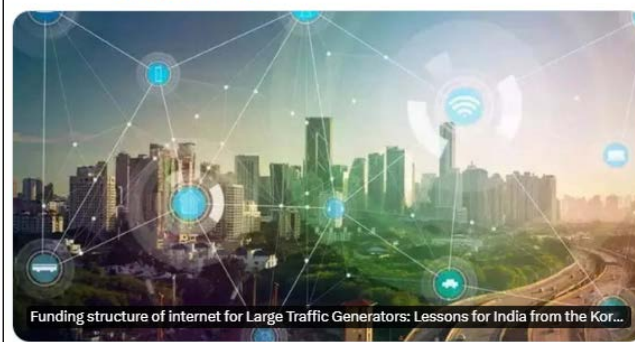 Funding structure of internet for Large Traffic Generators: Lessons for India from the Kor...